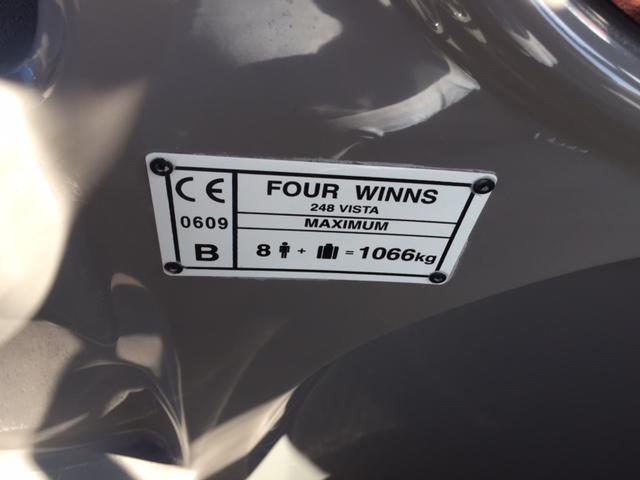 CE
0609
B
FOUR WINNS
248 VISTA
MAXIMUM
8 + = 1066kg